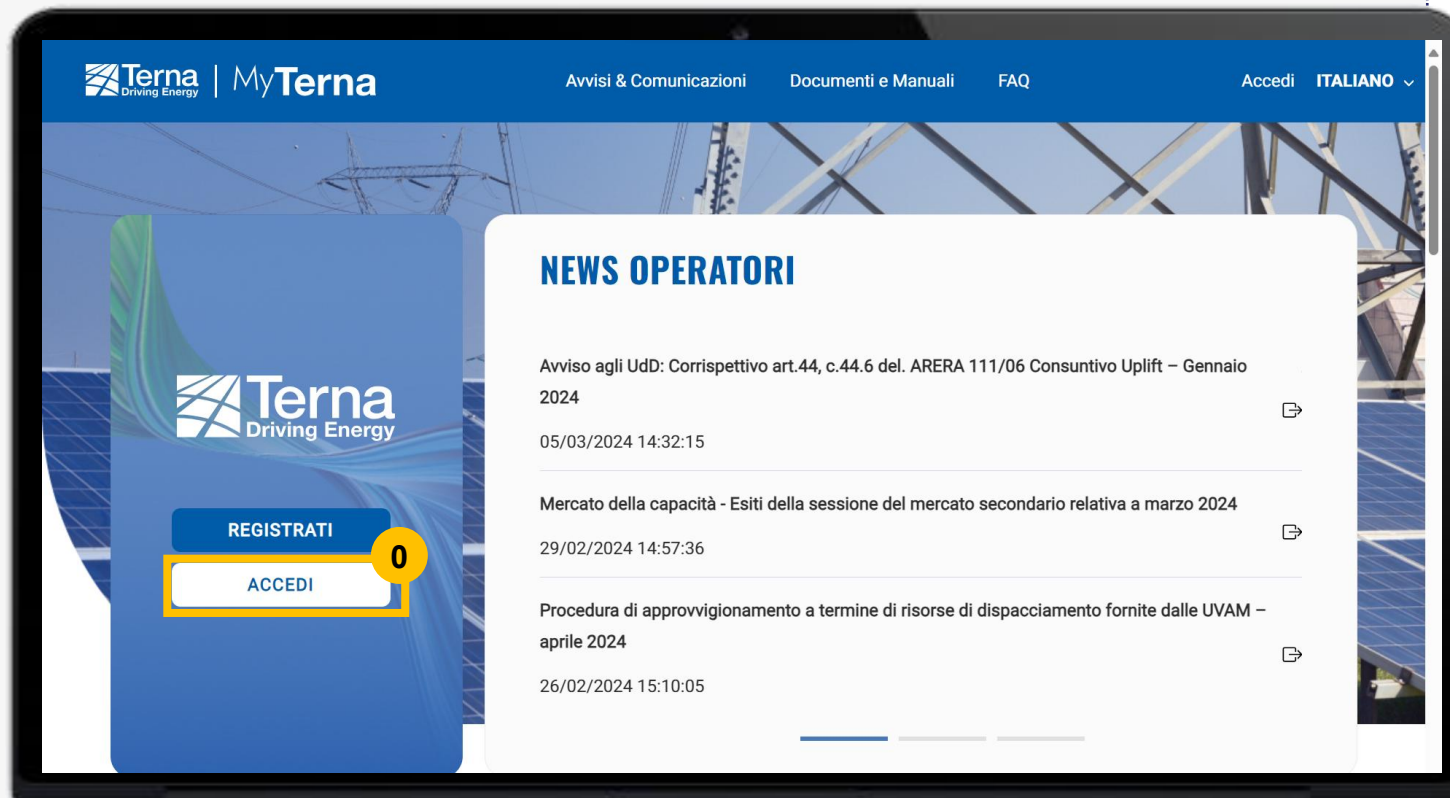 Terna
Driving Energy
MyTerna
Avvisi & Comunicazioni
Documenti e Manuali
FAQ
Accedi
ITALIANO
Terna
Driving Energy
REGISTRATI
0
ACCEDI
NEWS OPERATORI
Avviso agli UdD: Corrispettivo art.44, c.44.6 del. ARERA 111/06 Consuntivo Uplift – Gennaio
2024
05/03/2024 14:32:15
Mercato della capacità - Esiti della sessione del mercato secondario relativa a marzo 2024
29/02/2024 14:57:36
Procedura di approvvigionamento a termine di risorse di dispacciamento fornite dalle UVAM –
aprile 2024
26/02/2024 15:10:05